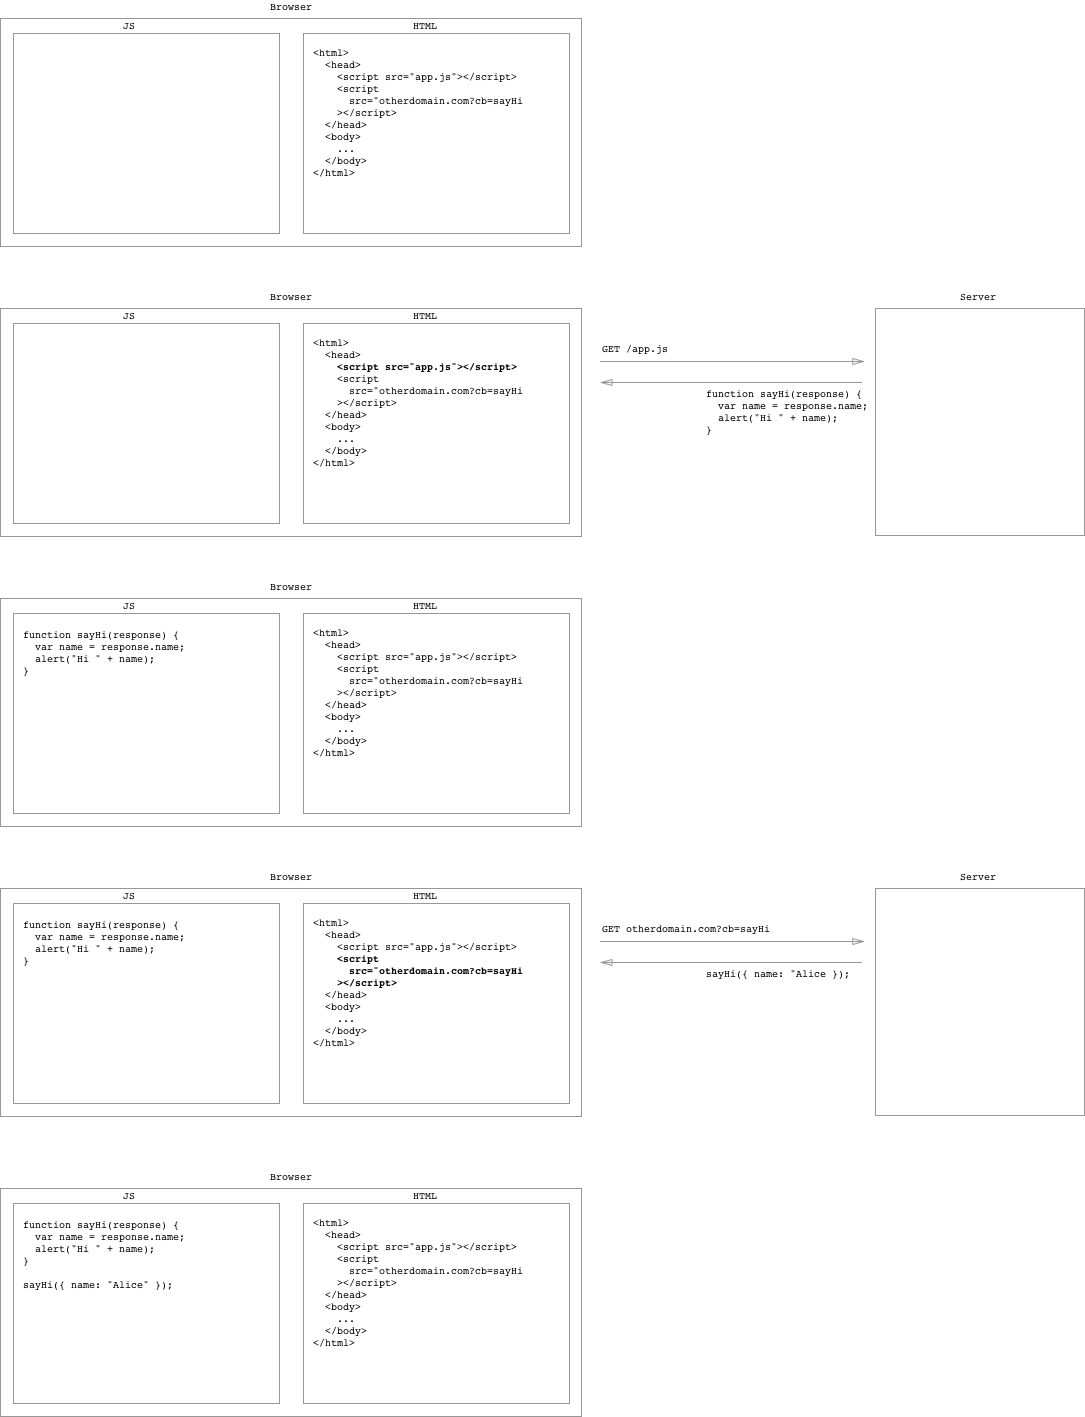 Browser
JS
HTML
<html>
  <head>
    <script src="app.js"></script>
    <script
      src="otherdomain.com?cb=sayHi
    ></script>
  </head>
  <body>
    ...
  </body>
</html>
Browser
Server
JS
HTML
<html>
  <head>
    <script src="app.js"></script>
    <script
      src="otherdomain.com?cb=sayHi
    ></script>
  </head>
  <body>
    ...
  </body>
</html>
GET /app.js
function sayHi(response) {
  var name = response.name;
  alert("Hi " + name);
}
Browser
JS
HTML
function sayHi(response) {
  var name = response.name;
  alert("Hi " + name);
}
<html>
  <head>
    <script src="app.js"></script>
    <script
      src="otherdomain.com?cb=sayHi
    ></script>
  </head>
  <body>
    ...
  </body>
</html>
Browser
Server
JS
HTML
function sayHi(response) {
  var name = response.name;
  alert("Hi " + name);
}
<html>
  <head>
    <script src="app.js"></script>
    <script
      src="otherdomain.com?cb=sayHi
    ></script>
  </head>
  <body>
    ...
  </body>
</html>
GET otherdomain.com?cb=sayHi
sayHi({ name: "Alice });
Browser
JS
HTML
function sayHi(response) {
  var name = response.name;
  alert("Hi " + name);
}
sayHi({ name: "Alice" });
<html>
  <head>
    <script src="app.js"></script>
    <script
      src="otherdomain.com?cb=sayHi
    ></script>
  </head>
  <body>
    ...
  </body>
</html>